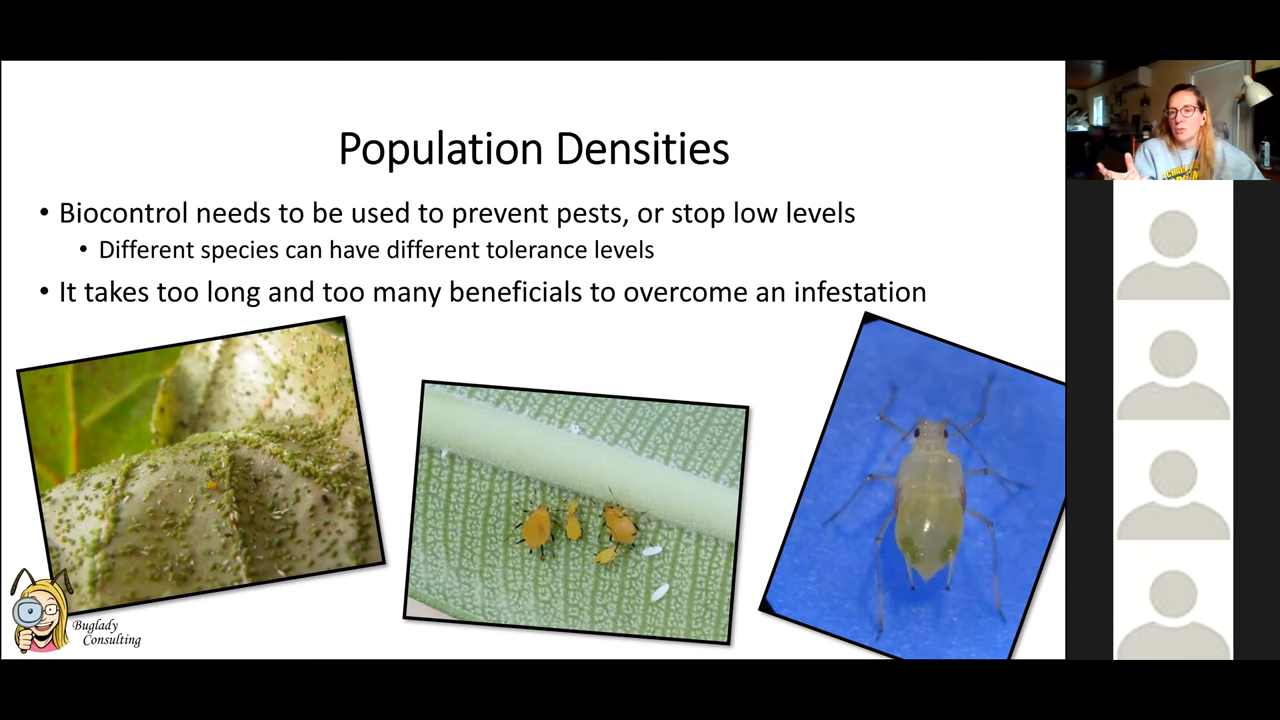 Population Densities
• Biocontrol needs to be used to prevent pests, or stop low levels
• Different species can have different tolerance levels
• It takes too long and too many beneficials to overcome an infestation
Buglady
Consulting